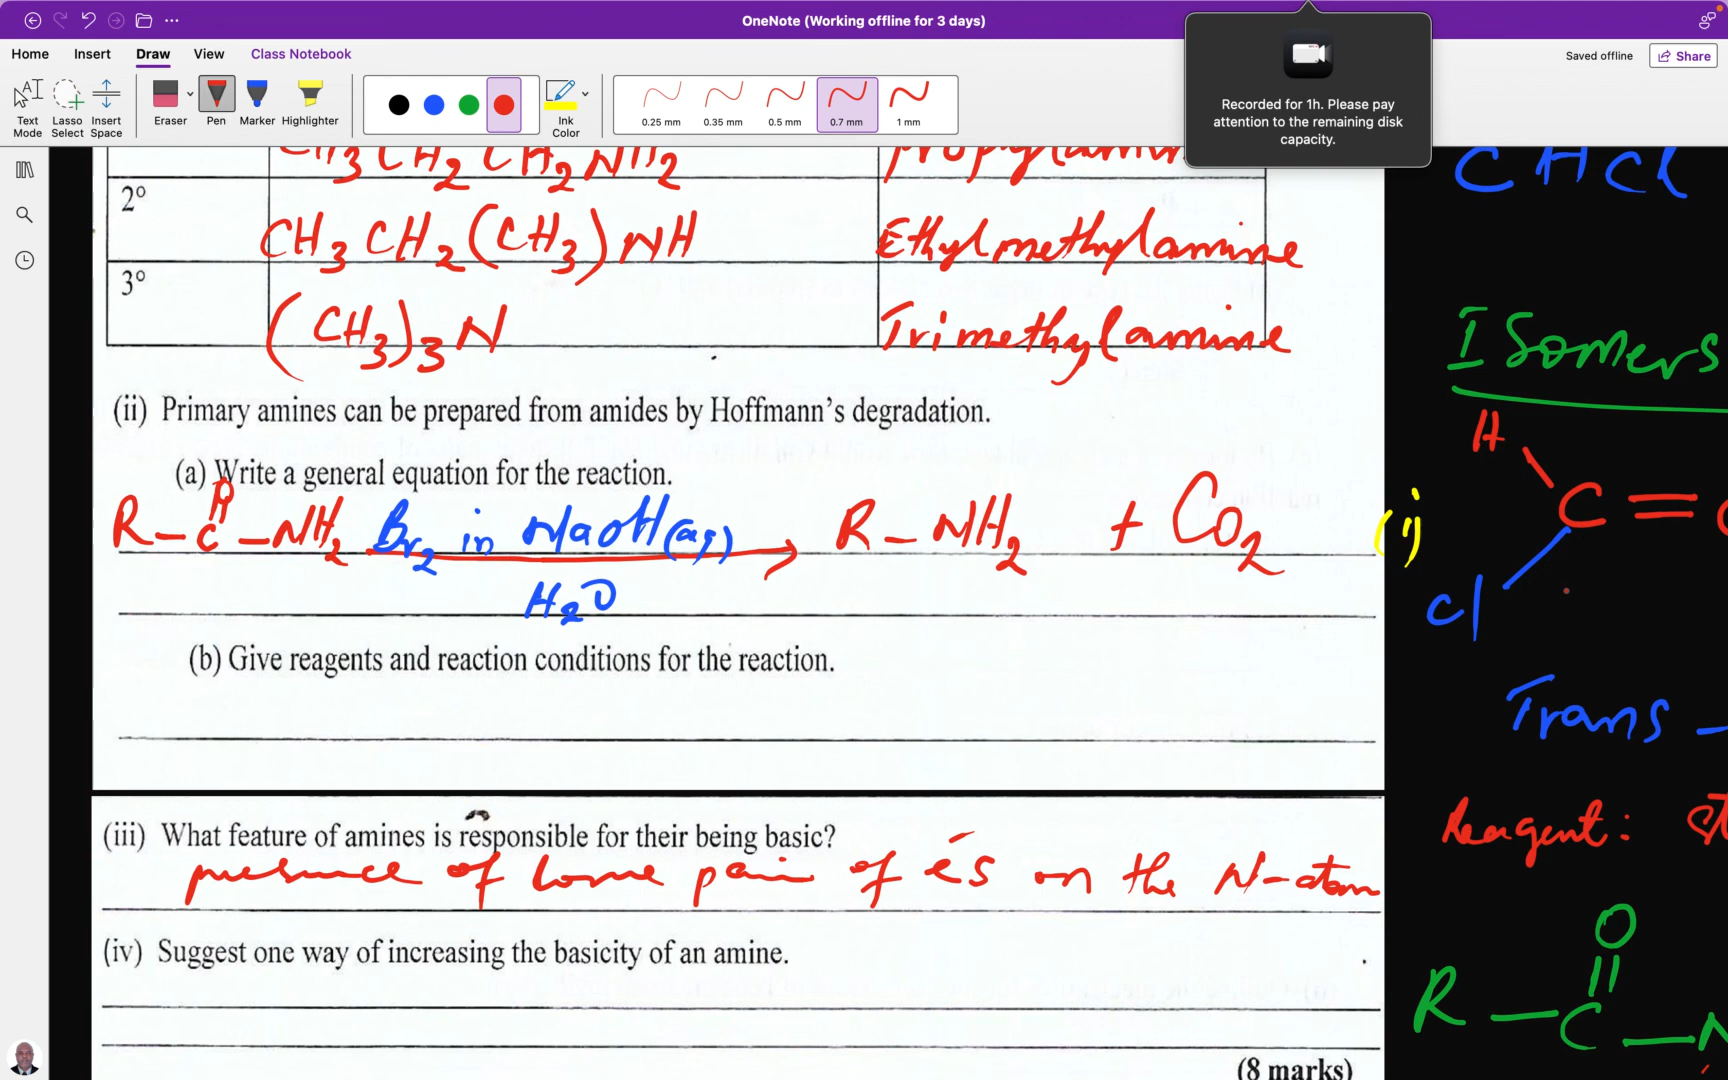 OneNote (Working offline for 3 days)
Home Insert Draw View Class Notebook
Saved offline Share
Text Mode Lasso Select Insert Space Eraser Pen Marker Highlighter Ink Color 0.25 mm 0.35 mm 0.5 mm 0.7 mm 1 mm
Recorded for 1h. Please pay
attention to the remaining disk
capacity.
CH3CH2CH2NH2
CHCl
2° CH3CH2(CH3)NH Ethylmethylamine
3° (CH3)3N Trimethylamine
ISomers
(ii) Primary amines can be prepared from amides by Hoffmann's degradation.
(a) Write a general equation for the reaction.
R-C-NH2 Br2 in NaOH(aq) R-NH2 + CO2
H2O
(i)
H
C=
Cl
(b) Give reagents and reaction conditions for the reaction.
Trans -
(iii) What feature of amines is responsible for their being basic?
presence of lone pair of és on the N-atom
Reagent:
(iv) Suggest one way of increasing the basicity of an amine.
O
R-C-N
(8 marks)